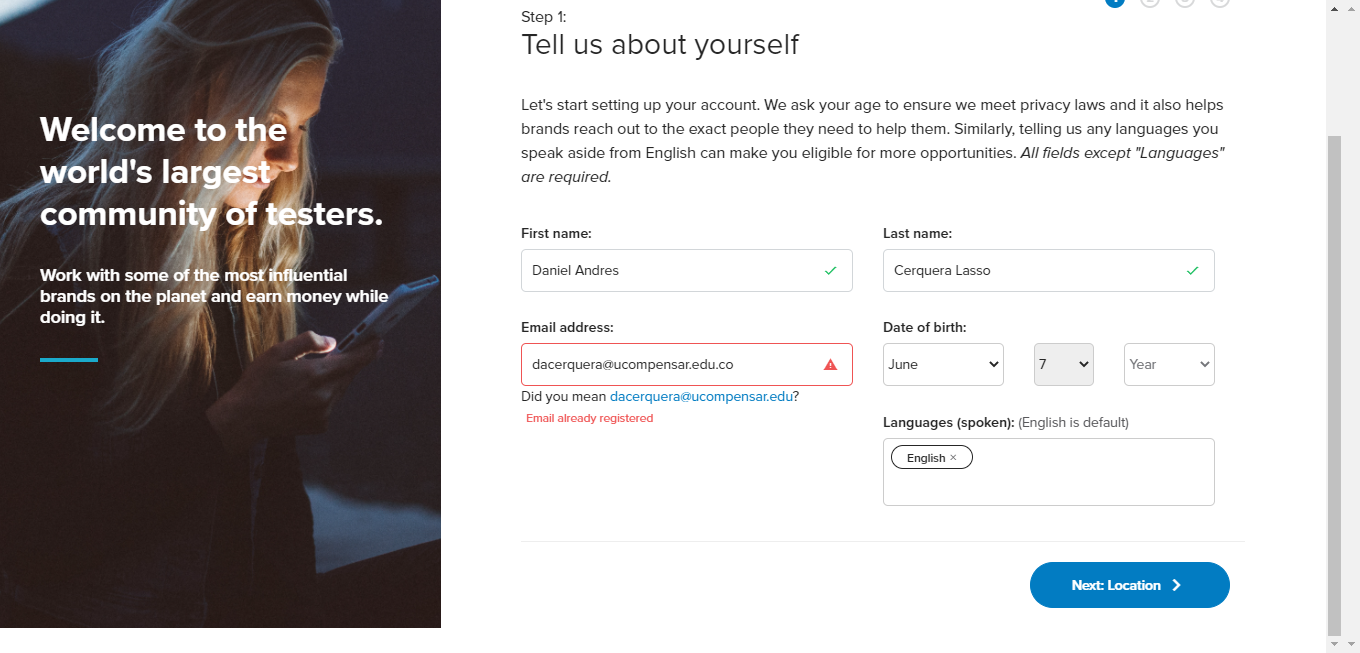 Step 1:
Tell us about yourself
Welcome to the
world's largest
community of testers.
Work with some of the most influential
brands on the planet and earn money while
doing it.
Let's start setting up your account. We ask your age to ensure we meet privacy laws and it also helps
brands reach out to the exact people they need to help them. Similarly, telling us any languages you
speak aside from English can make you eligible for more opportunities. All fields except "Languages"
are required.
First name:
Last name:
Daniel Andres
Cerquera Lasso
Email address:
Date of birth:
dacerquera@ucompensar.edu.co
June
7
Year
Did you mean dacerquera@ucompensar.edu?
Email already registered
Languages (spoken): (English is default)
English ×
Next: Location